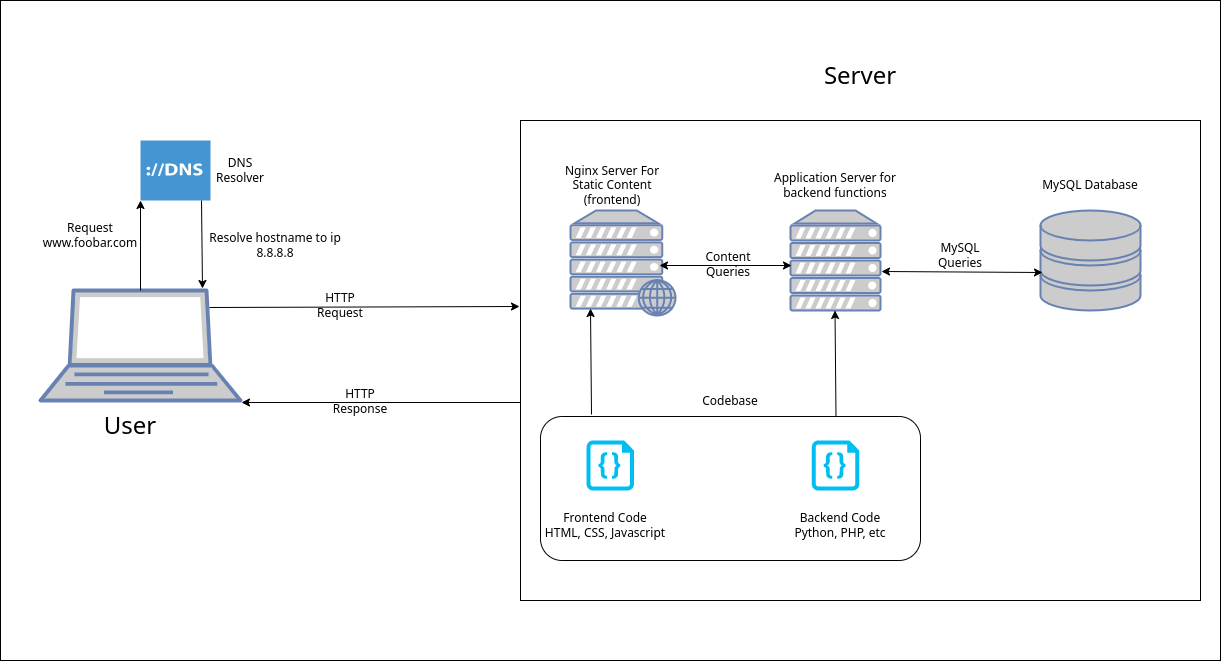 Server
://DNS
DNS
Resolver
Request
www.foobar.com
Resolve hostname to ip
8.8.8.8
HTTP
Request
HTTP
Response
User
Nginx Server For
Static Content
(frontend)
Application Server for
backend functions
MySQL Database
Content
Queries
MySQL
Queries
Codebase
{}
Frontend Code
HTML, CSS, Javascript
{}
Backend Code
Python, PHP, etc